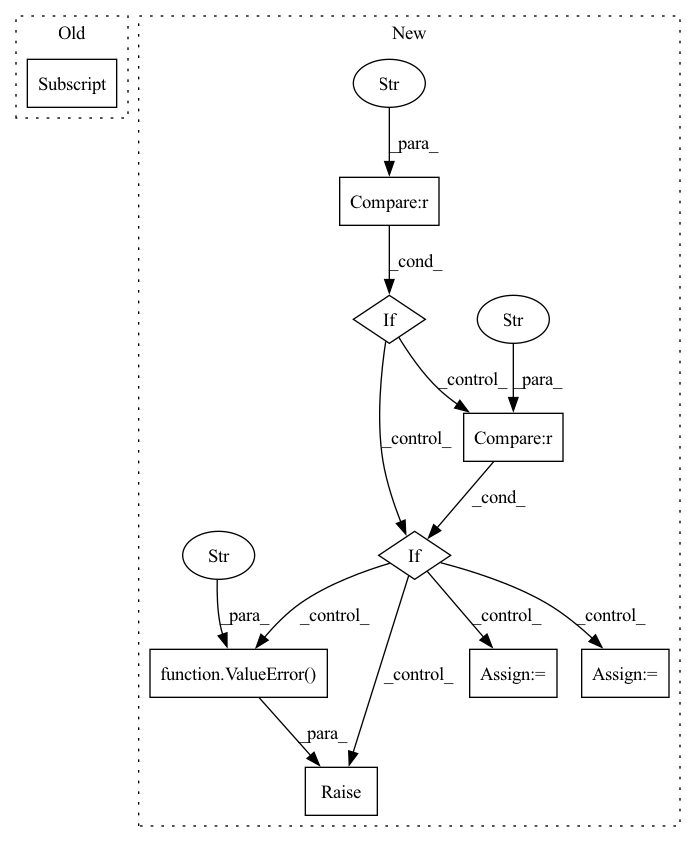 Old
New
Subscript
Str
_para_
Compare:r
_cond_
If
Str
_control_
_para_
_control_
Compare:r
_cond_
Str
If
_para_
_control_
_control_
_control_
function.ValueError()
_control_
Assign:=
Assign:=
_para_
Raise